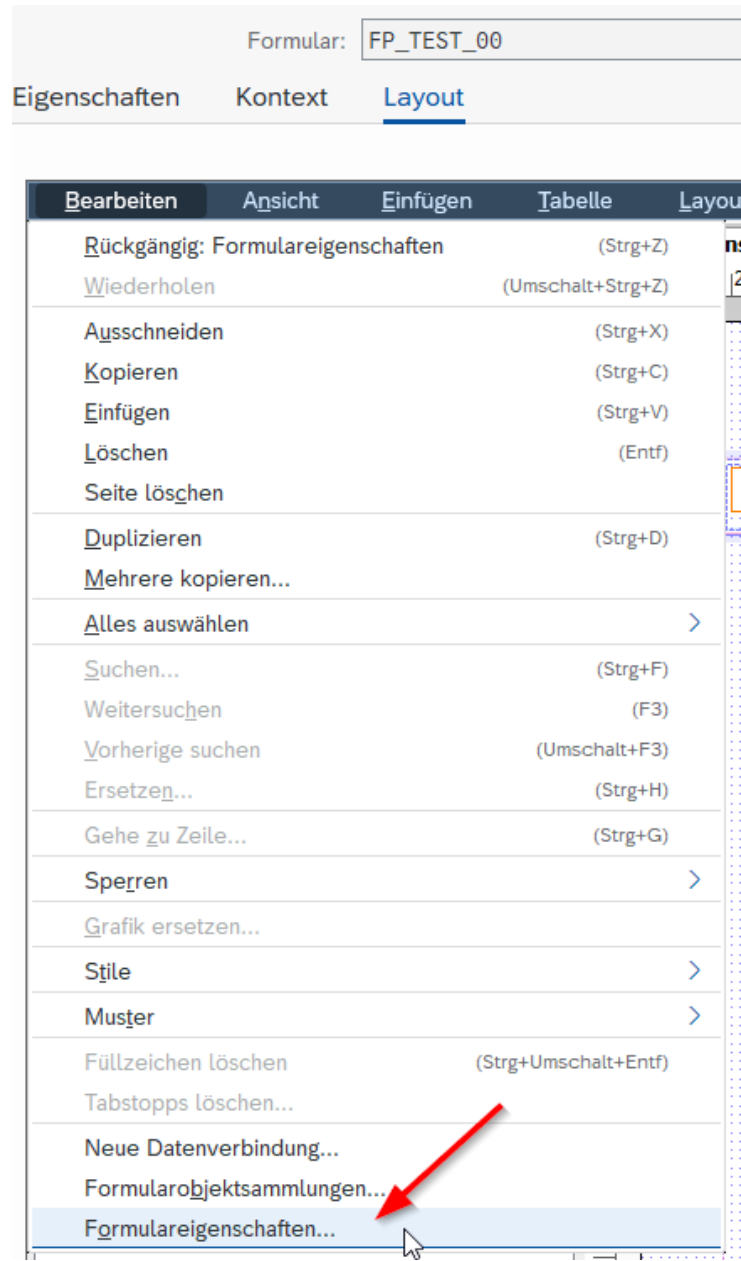 Formular: FP_TEST_00
Eigenschaften Kontext Layout
Bearbeiten Ansicht Einfügen Tabelle Layou
Rückgängig: Formulareigenschaften (Strg+Z)
Wiederholen (Umschalt+Strg+Z)
Ausschneiden (Strg+X)
Kopieren (Strg+C)
Einfügen (Strg+V)
Löschen (Entf)
Seite löschen
Duplizieren (Strg+D)
Mehrere kopieren...
Alles auswählen
Suchen... (Strg+F)
Weitersuchen (F3)
Vorherige suchen (Umschalt+F3)
Ersetzen... (Strg+H)
Gehe zu Zeile... (Strg+G)
Sperren
Grafik ersetzen...
Stile
Muster
Füllzeichen löschen (Strg+Umschalt+Entf)
Tabstopps löschen...
Neue Datenverbindung...
Formularobjektsammlungen...
Formulareigenschaften...